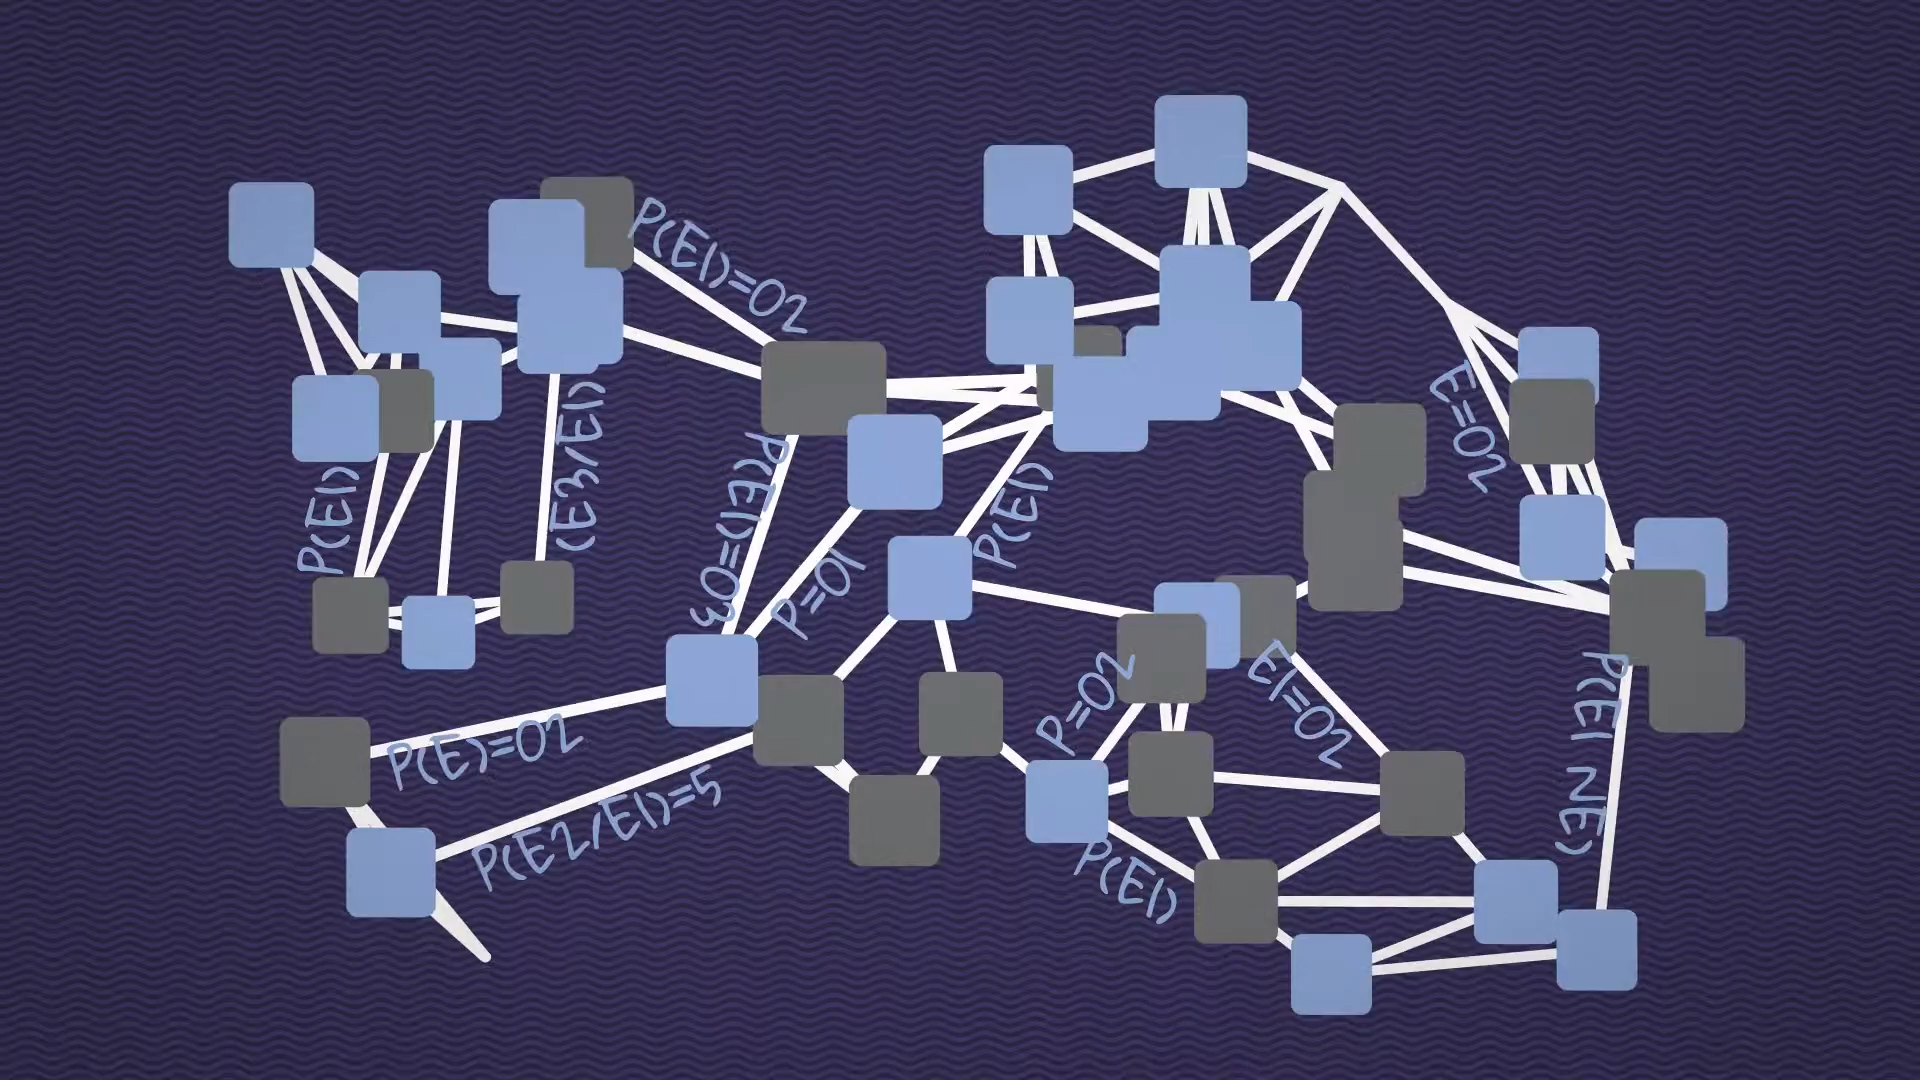 P(E1)=02
E=02
(E3/E1)
P(E1)
P(E1)=03
P(E1)
P=01
P=02
E1=02
P(E1 NE)
P(E)=02
P(E2/E1)=5
P(E1)